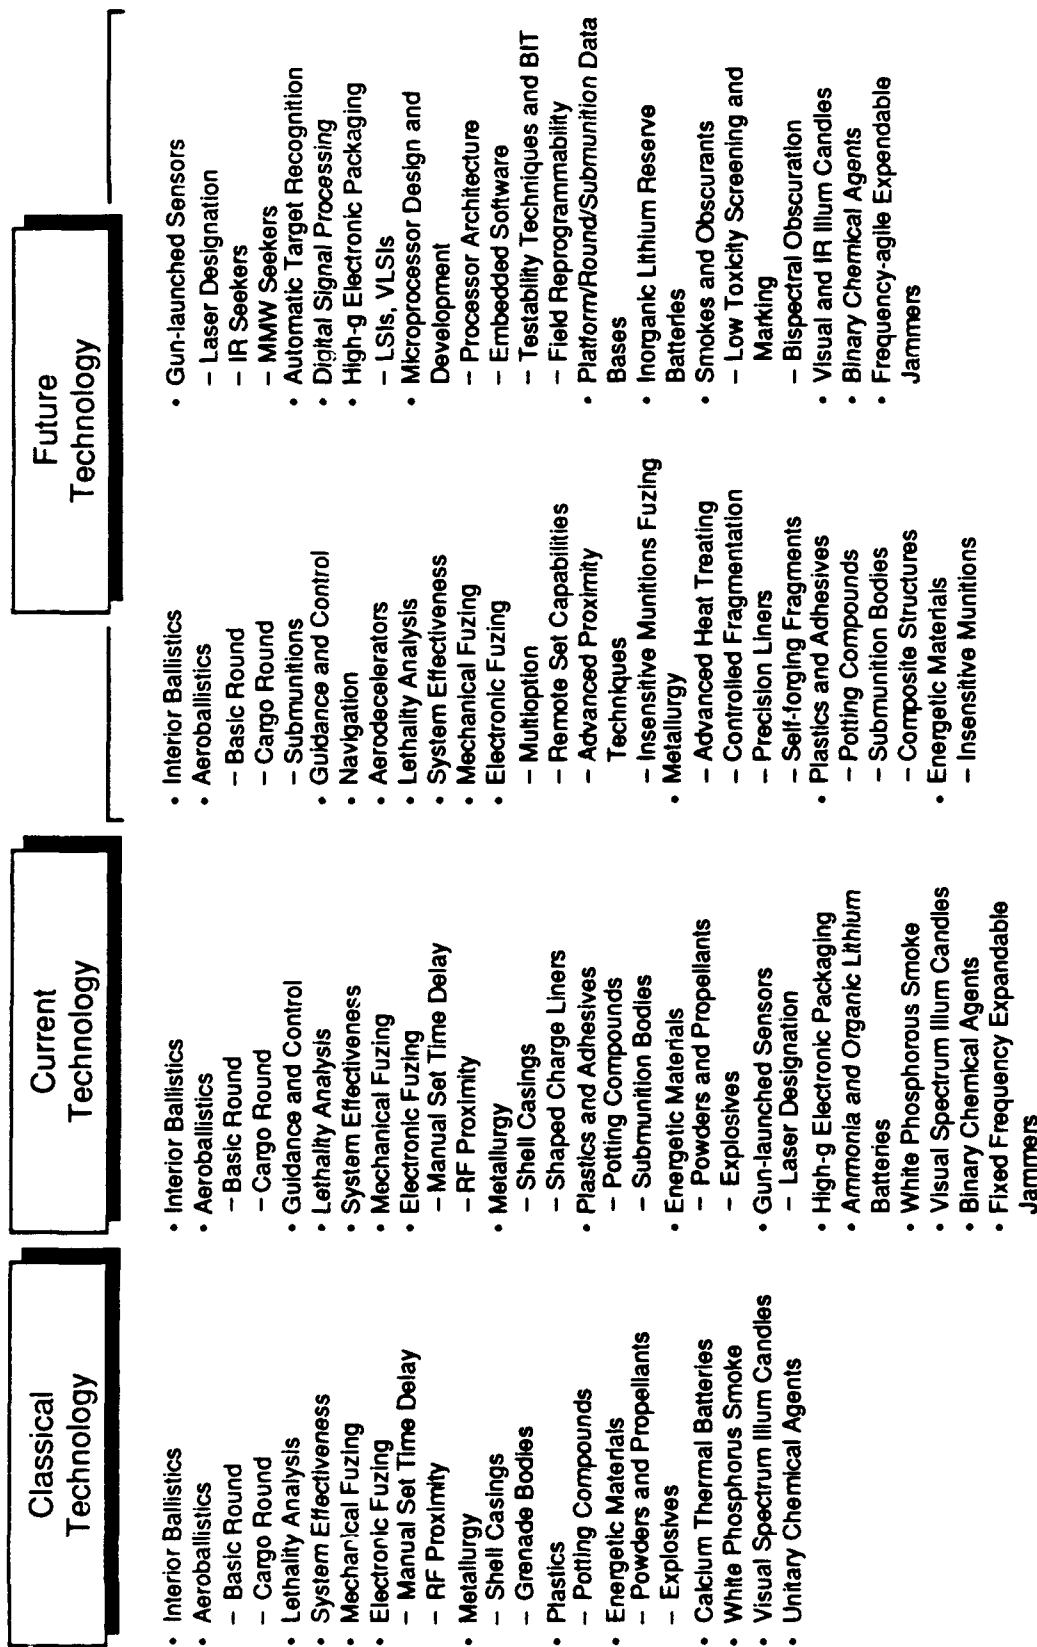 Classical
Technology
• Interior Ballistics
• Aeroballistics
– Basic Round
– Cargo Round
• Lethality Analysis
• System Effectiveness
• Mechanical Fuzing
• Electronic Fuzing
– Manual Set Time Delay
– RF Proximity
• Metallurgy
– Shell Casings
– Grenade Bodies
• Plastics
– Potting Compounds
• Energetic Materials
– Powders and Propellants
– Explosives
• Calcium Thermal Batteries
• White Phosphorus Smoke
• Visual Spectrum Illum Candles
• Unitary Chemical Agents
Current
Technology
• Interior Ballistics
• Aeroballistics
– Basic Round
– Cargo Round
• Guidance and Control
• Lethality Analysis
• System Effectiveness
• Mechanical Fuzing
• Electronic Fuzing
– Manual Set Time Delay
– RF Proximity
• Metallurgy
– Shell Casings
– Shaped Charge Liners
• Plastics and Adhesives
– Potting Compounds
– Submunition Bodies
• Energetic Materials
– Powders and Propellants
– Explosives
• Gun-launched Sensors
– Laser Designation
• High-g Electronic Packaging
• Ammonia and Organic Lithium
Batteries
• White Phosphorous Smoke
• Visual Spectrum Illum Candles
• Binary Chemical Agents
• Fixed Frequency Expandable
Jammers
Future
Technology
• Interior Ballistics
• Aeroballistics
– Basic Round
– Cargo Round
– Submunitions
• Guidance and Control
• Navigation
• Aerodecelerators
• Lethality Analysis
• System Effectiveness
• Mechanical Fuzing
• Electronic Fuzing
– Multioption
– Remote Set Capabilities
– Advanced Proximity
Techniques
– Insensitive Munitions Fuzing
• Metallurgy
– Advanced Heat Treating
– Controlled Fragmentation
– Precision Liners
– Self-forging Fragments
• Plastics and Adhesives
– Potting Compounds
– Submunition Bodies
– Composite Structures
• Energetic Materials
– Insensitive Munitions
• Gun-launched Sensors
– Laser Designation
– IR Seekers
– MMW Seekers
• Automatic Target Recognition
• Digital Signal Processing
• High-g Electronic Packaging
– LSIs, VLSIs
• Microprocessor Design and
Development
– Processor Architecture
– Embedded Software
– Testability Techniques and BIT
– Field Reprogrammability
• Platform/Round/Submunition Data
Bases
• Inorganic Lithium Reserve
Batteries
• Smokes and Obscurants
– Low Toxicity Screening and
Marking
– Bispectral Obscuration
• Visual and IR Illum Candles
• Binary Chemical Agents
• Frequency-agile Expendable
Jammers